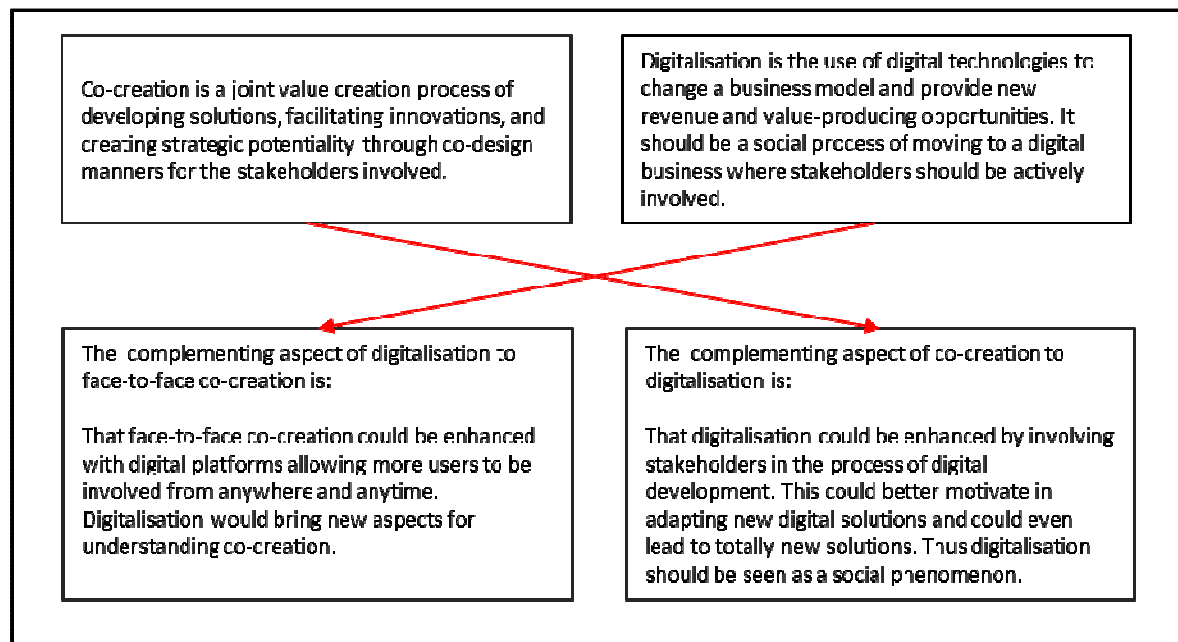 Co-creation is a joint value creation process of
developing solutions, facilitating innovations, and
creating strategic potentiality through co-design
manners for the stakeholders involved.
Digitalisation is the use of digital technologies to
change a business model and provide new
revenue and value-producing opportunities. It
should be a social process of moving to a digital
business where stakeholders should be actively
involved.
The complementing aspect of digitalisation to
face-to-face co-creation is:
That face-to-face co-creation could be enhanced
with digital platforms allowing more users to be
involved from anywhere and anytime.
Digitalisation would bring new aspects for
understanding co-creation.
The complementing aspect of co-creation to
digitalisation is:
That digitalisation could be enhanced by involving
stakeholders in the process of digital
development. This could better motivate in
adapting new digital solutions and could even
lead to totally new solutions. Thus digitalisation
should be seen as a social phenomenon.